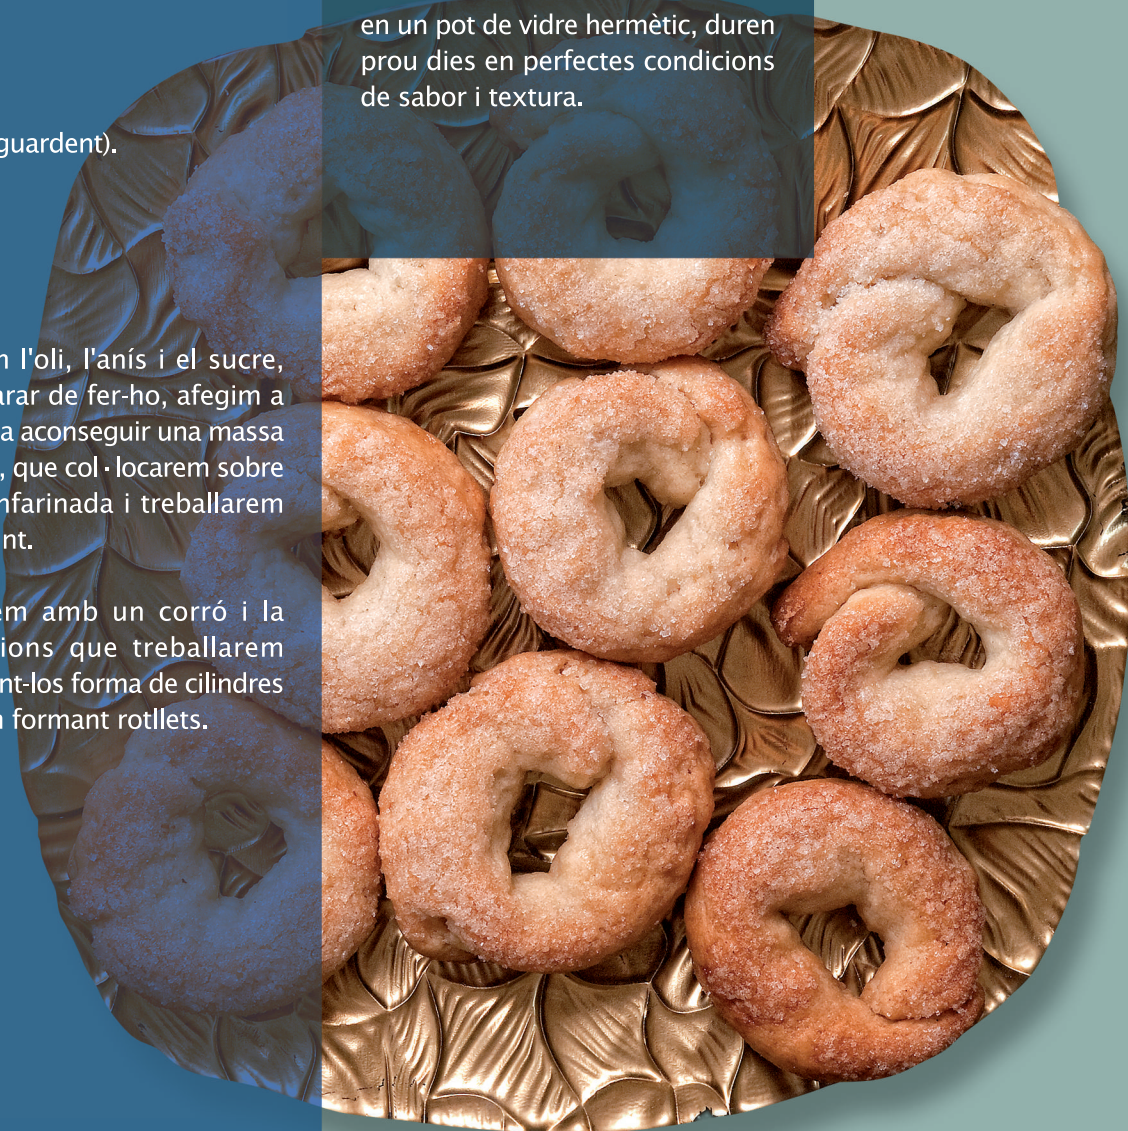 guardent).
l'oli, l'anís i el sucre,
arar de fer-ho, afegim a
a aconseguir una massa
, que col·locarem sobre
nfarinada i treballarem
nt.
em amb un corró i la
ions que treballarem
nt-los forma de cilindres
formant rotllets.
en un pot de vidre hermètic, duren
prou dies en perfectes condicions
de sabor i textura.